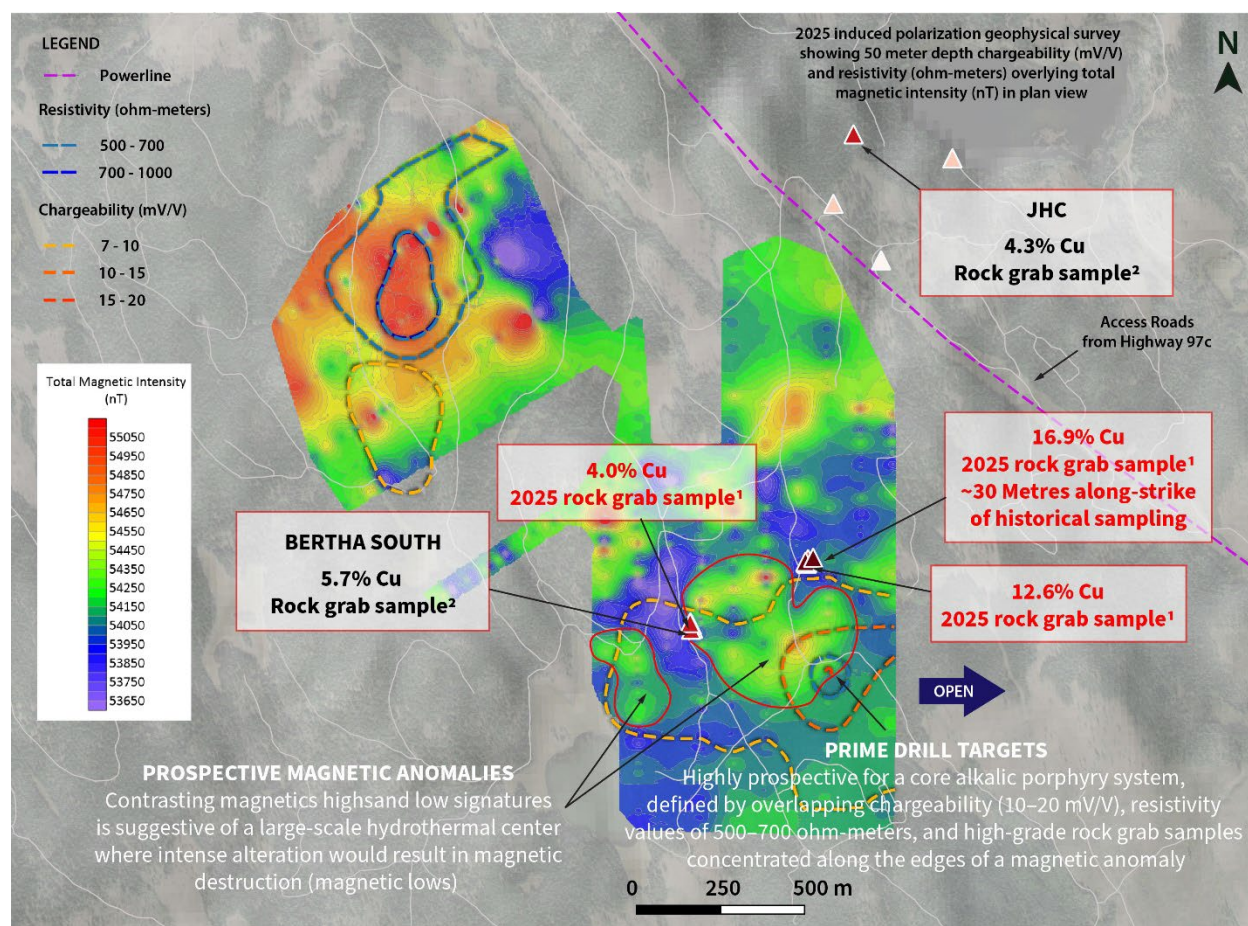 LEGEND
Powerline
Resistivity (ohm-meters)
500 - 700
700 - 1000
Chargeability (mV/V)
7 - 10
10 - 15
15 - 20
2025 induced polarization geophysical survey
showing 50 meter depth chargeability (mV/V)
and resistivity (ohm-meters) overlying total
magnetic intensity (nT) in plan view
N
JHC
4.3% Cu
Rock grab sample²
Access Roads
from Highway 97c
Total Magnetic Intensity
(nT)
55050
54950
54850
54750
54650
54550
54450
54350
54250
54150
54050
53950
53850
53750
53650
4.0% Cu
2025 rock grab sample¹
16.9% Cu
2025 rock grab sample¹
~30 Metres along-strike
of historical sampling
BERTHA SOUTH
5.7% Cu
Rock grab sample²
12.6% Cu
2025 rock grab sample¹
OPEN
PROSPECTIVE MAGNETIC ANOMALIES
Contrasting magnetics highsand low signatures
is suggestive of a large-scale hydrothermal center
where intense alteration would result in magnetic
destruction (magnetic lows)
PRIME DRILL TARGETS
Highly prospective for a core alkalic porphyry system,
defined by overlapping chargeability (10–20 mV/V), resistivity
values of 500–700 ohm-meters, and high-grade rock grab samples
concentrated along the edges of a magnetic anomaly
0 250 500 m